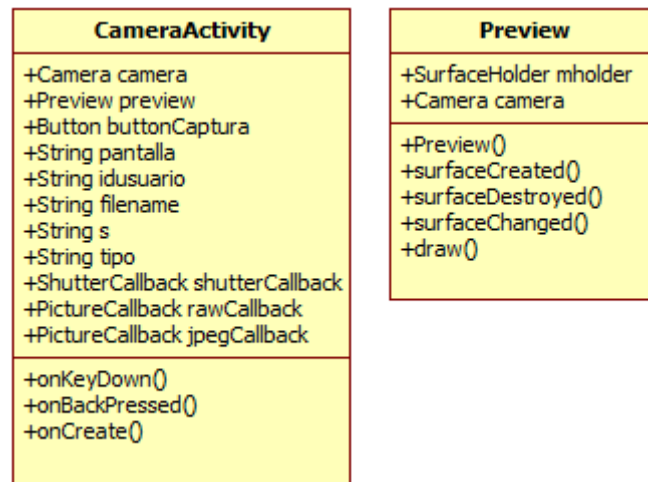 CameraActivity
+Camera camera
+Preview preview
+Button buttonCaptura
+String pantalla
+String idusuario
+String filename
+String s
+String tipo
+ShutterCallback shutterCallback
+PictureCallback rawCallback
+PictureCallback jpegCallback
+onKeyDown()
+onBackPressed()
+onCreate()
Preview
+SurfaceHolder mholder
+Camera camera
+Preview()
+surfaceCreated()
+surfaceDestroyed()
+surfaceChanged()
+draw()